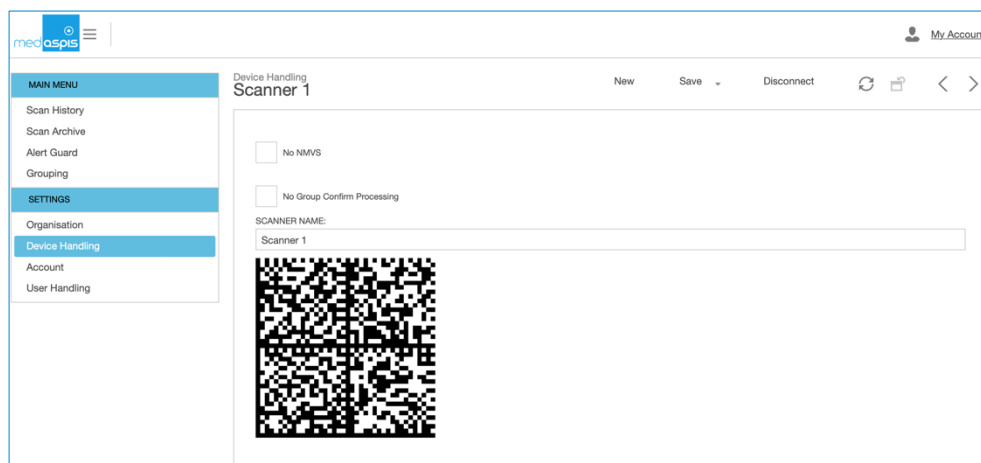 medaspis
My Accoun
MAIN MENU
Scan History
Scan Archive
Alert Guard
Grouping
SETTINGS
Organisation
Device Handling
Account
User Handling
Device Handling
Scanner 1
New Save Disconnect
No NMVS
No Group Confirm Processing
SCANNER NAME:
Scanner 1